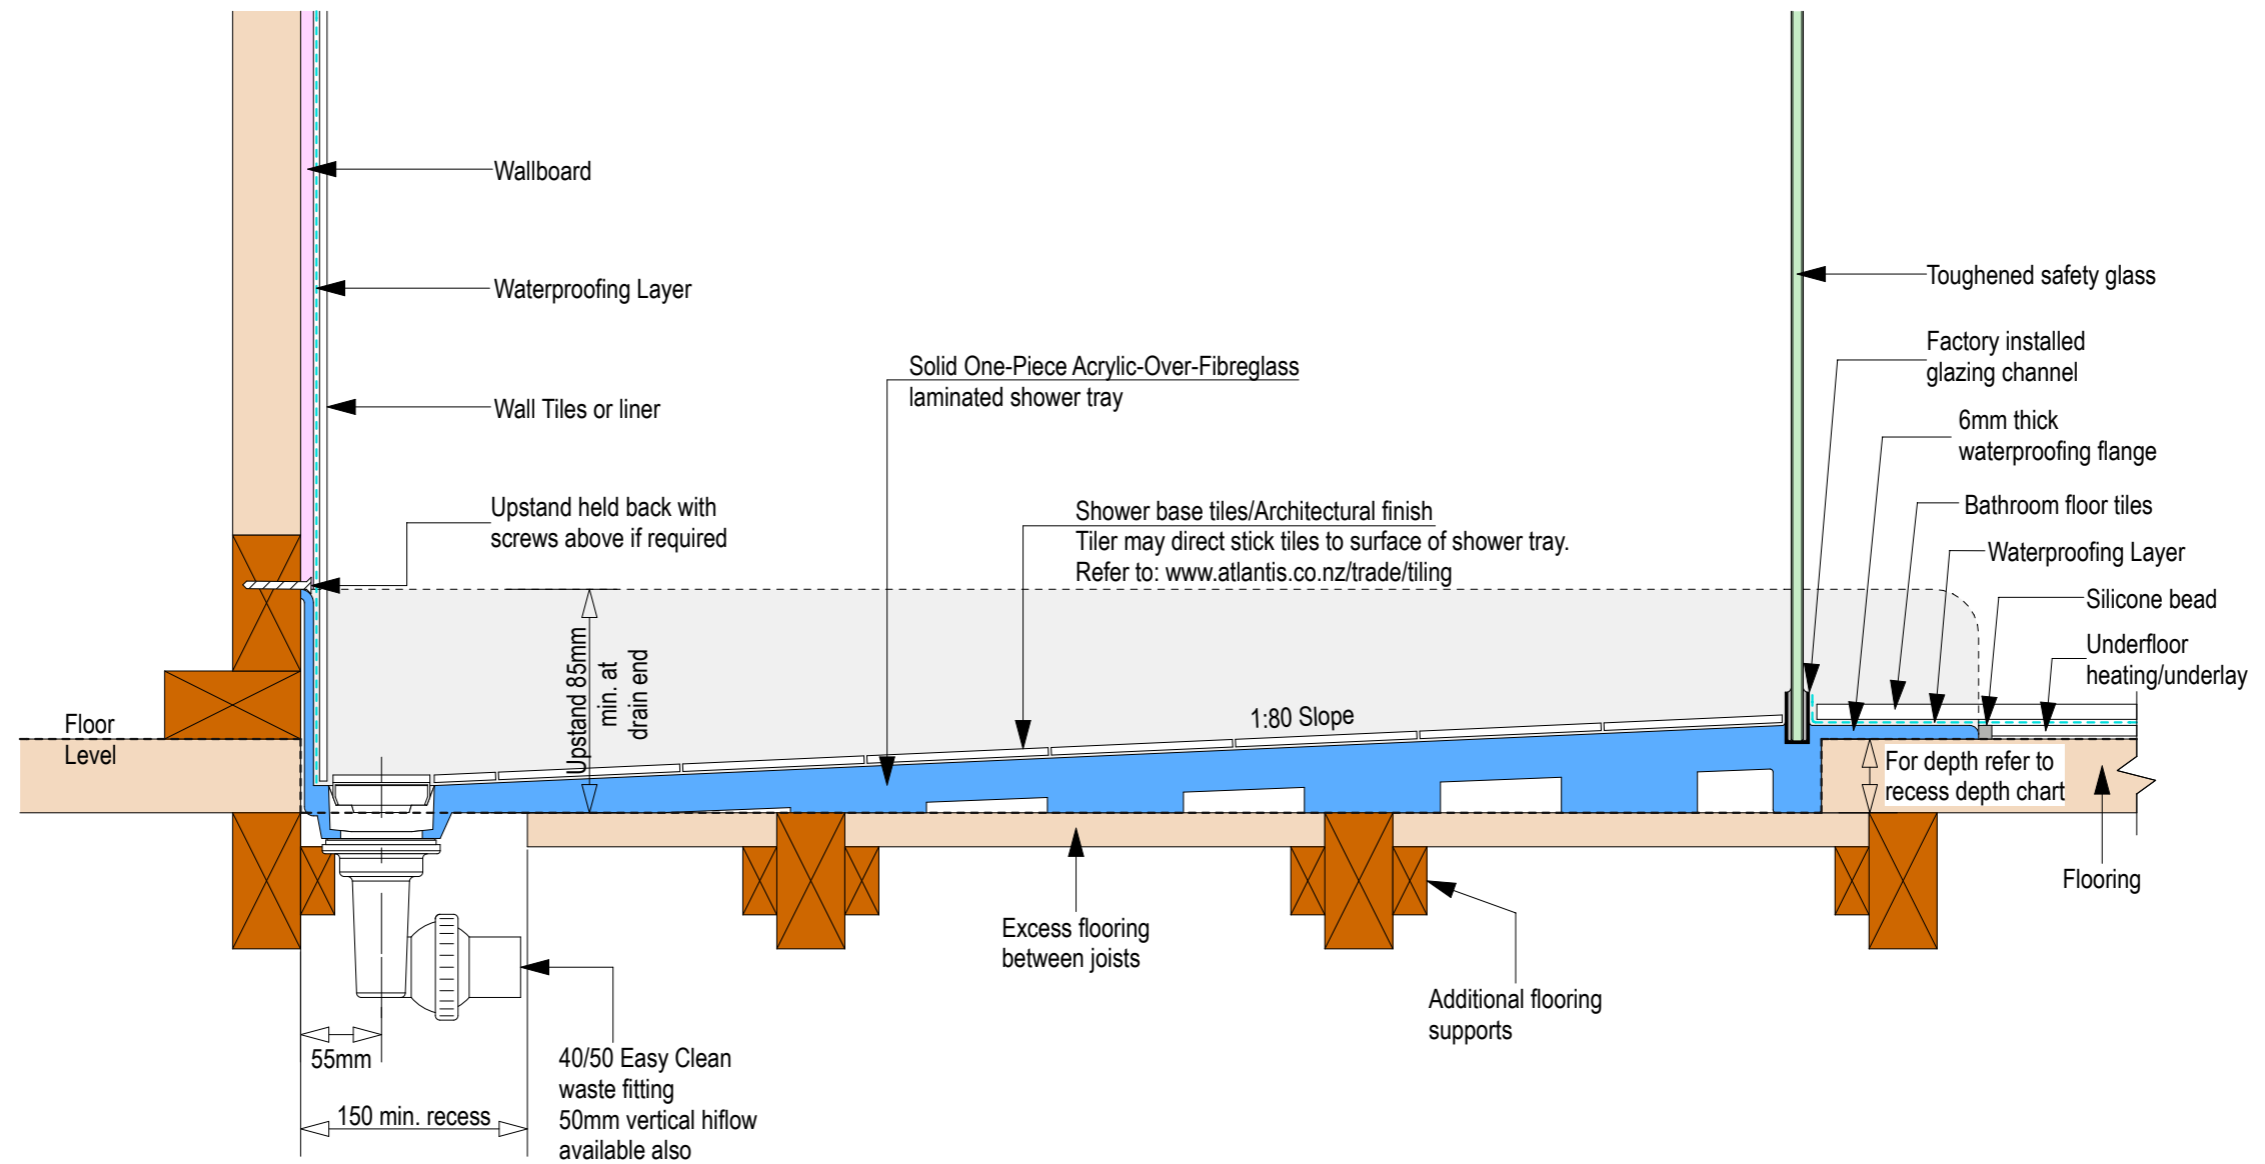 Wallboard
Waterproofing Layer
Wall Tiles or liner
Upstand held back with
screws above if required
Solid One-Piece Acrylic-Over-Fibreglass
laminated shower tray
Shower base tiles/Architectural finish
Tiler may direct stick tiles to surface of shower tray.
Refer to: www.atlantis.co.nz/trade/tiling
Toughened safety glass
Factory installed
glazing channel
6mm thick
waterproofing flange
Bathroom floor tiles
Waterproofing Layer
Silicone bead
Underfloor
heating/underlay
Floor
Level
Upstand 85mm
min. at
drain end
1:80 Slope
For depth refer to
recess depth chart
Flooring
Excess flooring
between joists
Additional flooring
supports
55mm
150 min. recess
40/50 Easy Clean
waste fitting
50mm vertical hiflow
available also